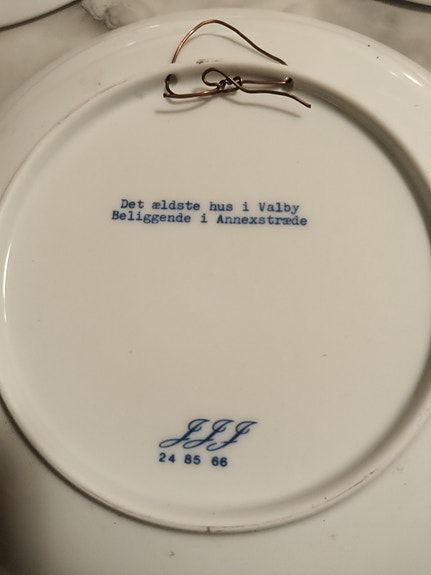 Det ældste hus i Valby
Beliggende i Annexstræde
JJJ
24 85 66